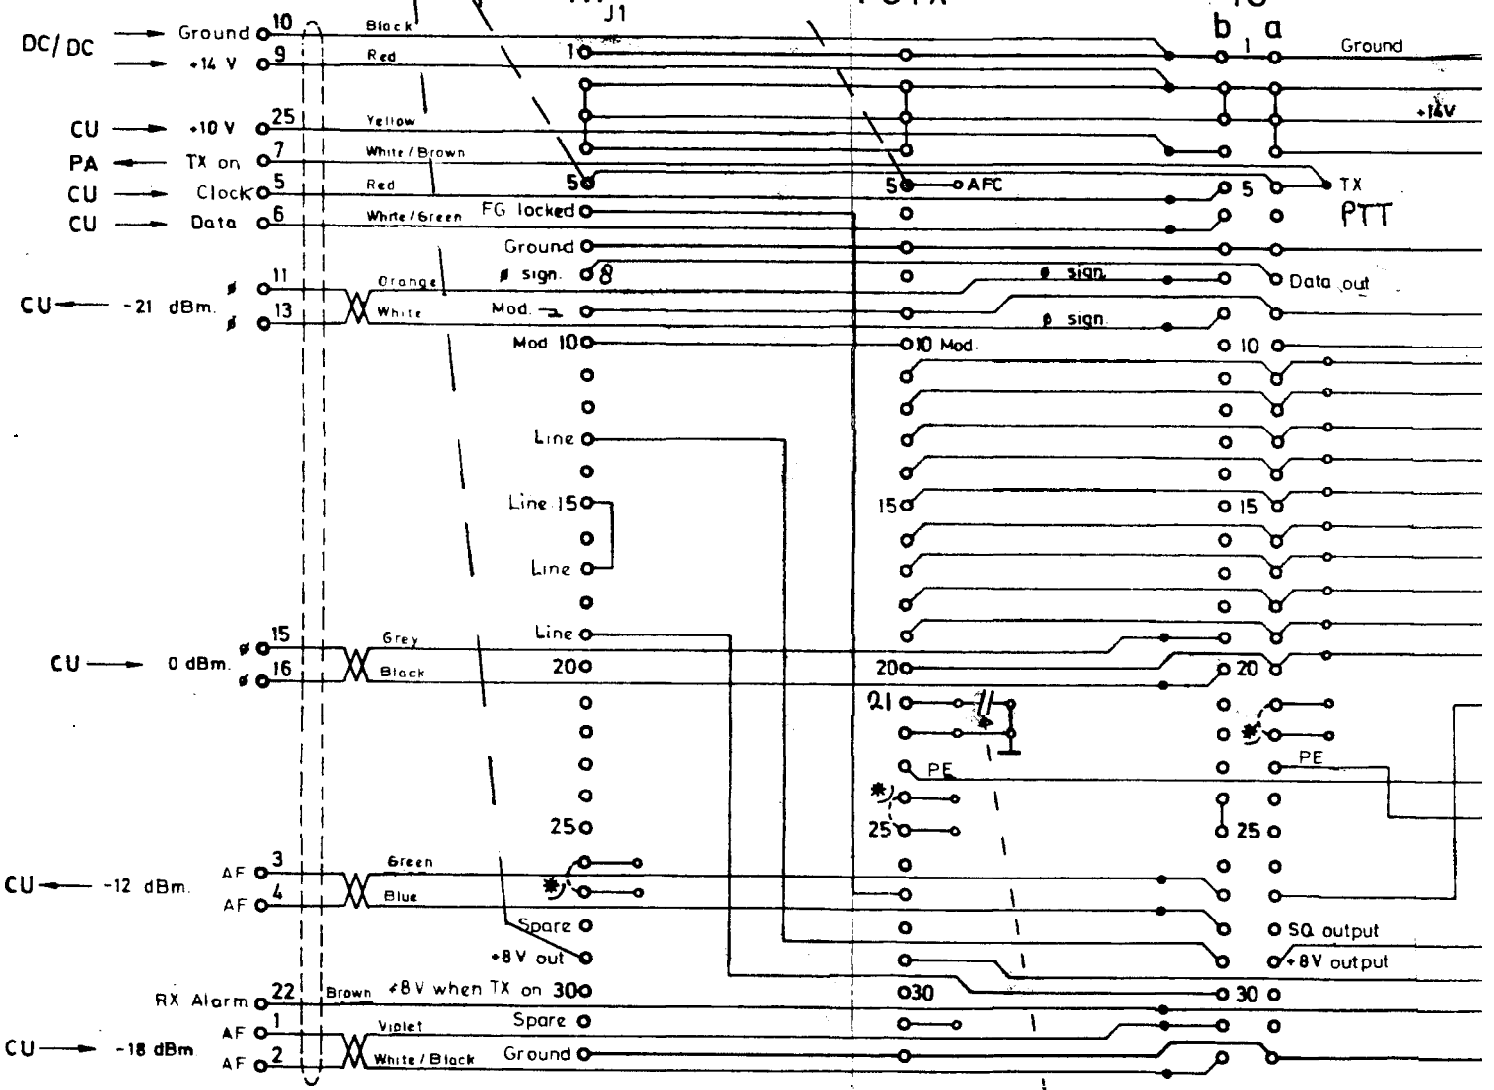 J1
b a
DC/DC Ground 10 Black
+14 V 9 Red
1 1 Ground
+14V
CU +10 V 25 Yellow
PA TX on 7 White/Brown
CU Clock 5 Red 5 5 AFC 5 TX
PTT
CU Data 6 White/Green FG locked
Ground
ø sign. 8 ø sign. Data out
CU -21 dBm. ø 11 Orange
ø 13 White Mod. 2 ø sign.
Mod 10 10 Mod. 10
Line
Line 15 15 15
Line
Line
CU 0 dBm. ø 15 Grey
ø 16 Black 20 20 20
21 *
PE PE
*
25 25 25
CU -12 dBm. AF 3 Green
AF 4 Blue *
Spare SQ output
+8V out +8V output
RX Alarm 22 Brown +8V when TX on 30 30 30
CU -18 dBm AF 1 Violet Spare
AF 2 White/Black Ground